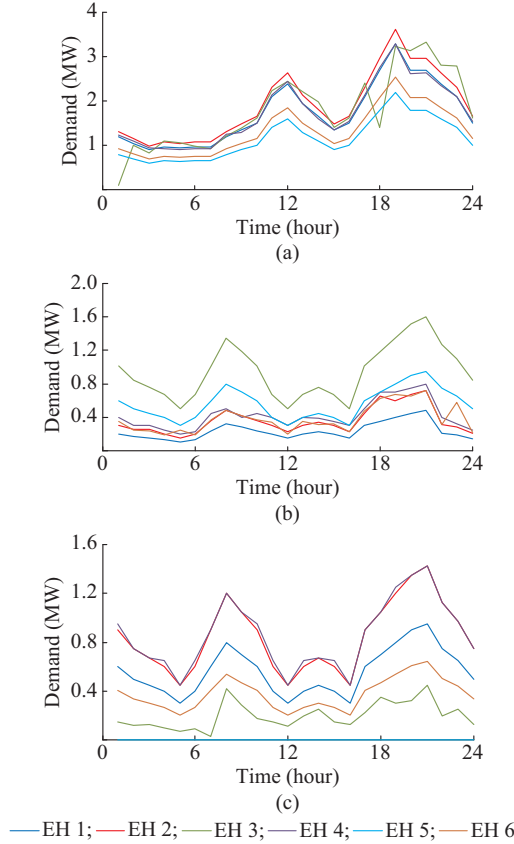 4
3
2
1
Demand (MW)
0 6 12 18 24
Time (hour)
(a)
2.0
1.6
1.2
0.8
0.4
Demand (MW)
0 6 12 18 24
Time (hour)
(b)
1.6
1.2
0.8
0.4
Demand (MW)
0 6 12 18 24
Time (hour)
(c)
EH 1; EH 2; EH 3; EH 4; EH 5; EH 6